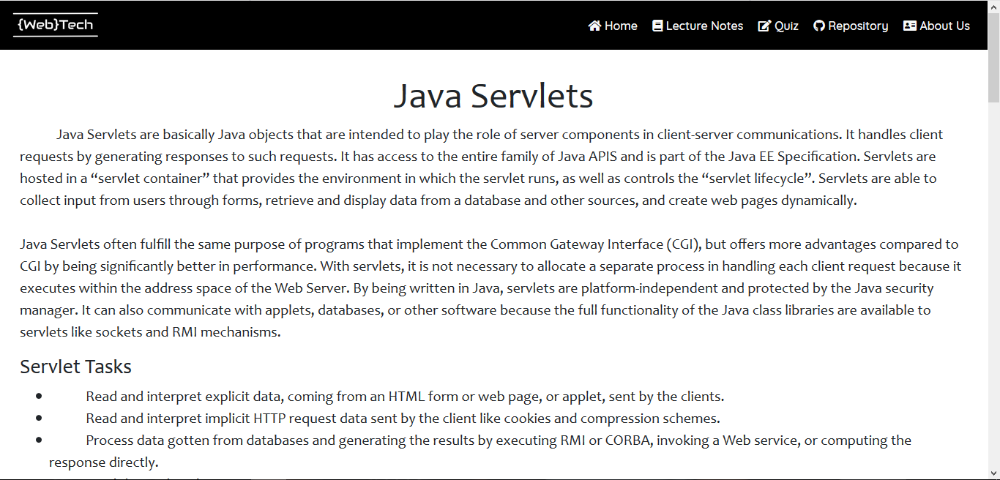 {Web}Tech
Home Lecture Notes Quiz Repository About Us
Java Servlets
Java Servlets are basically Java objects that are intended to play the role of server components in client-server communications. It handles client
requests by generating responses to such requests. It has access to the entire family of Java APIS and is part of the Java EE Specification. Servlets are
hosted in a “servlet container” that provides the environment in which the servlet runs, as well as controls the “servlet lifecycle”. Servlets are able to
collect input from users through forms, retrieve and display data from a database and other sources, and create web pages dynamically.
Java Servlets often fulfill the same purpose of programs that implement the Common Gateway Interface (CGI), but offers more advantages compared to
CGI by being significantly better in performance. With servlets, it is not necessary to allocate a separate process in handling each client request because it
executes within the address space of the Web Server. By being written in Java, servlets are platform-independent and protected by the Java security
manager. It can also communicate with applets, databases, or other software because the full functionality of the Java class libraries are available to
servlets like sockets and RMI mechanisms.
Servlet Tasks
• Read and interpret explicit data, coming from an HTML form or web page, or applet, sent by the clients.
• Read and interpret implicit HTTP request data sent by the client like cookies and compression schemes.
• Process data gotten from databases and generating the results by executing RMI or CORBA, invoking a Web service, or computing the
response directly.